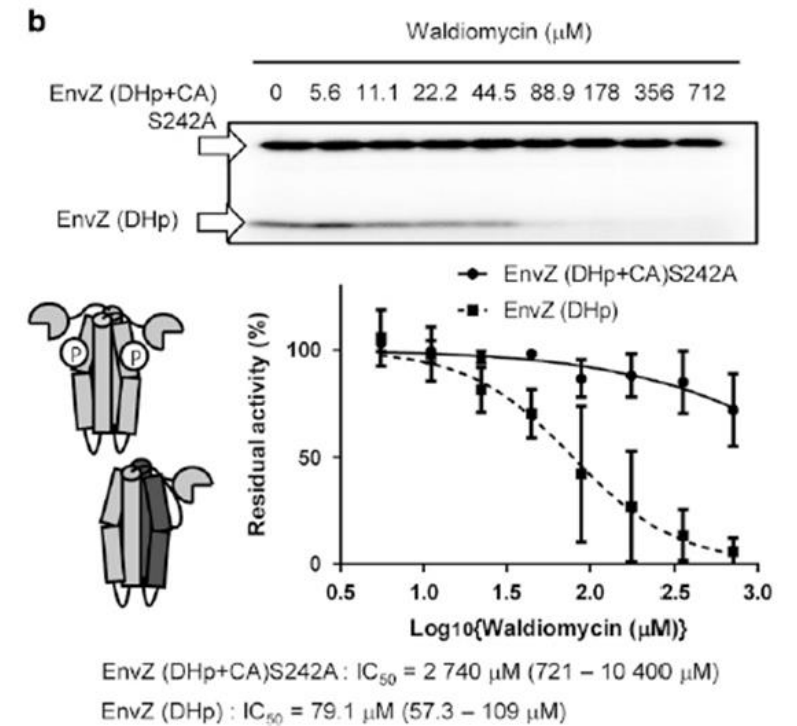 b
Waldiomycin (μM)
EnvZ (DHp+CA) 0 5.6 11.1 22.2 44.5 88.9 178 356 712
S242A
EnvZ (DHp)
EnvZ (DHp+CA)S242A
EnvZ (DHp)
P P
Residual activity (%)
100
50
0
0.5 1.0 1.5 2.0 2.5 3.0
Log10{Waldiomycin (μM)}
EnvZ (DHp+CA)S242A : IC50 = 2 740 μM (721 – 10 400 μM)
EnvZ (DHp) : IC50 = 79.1 μM (57.3 – 109 μM)